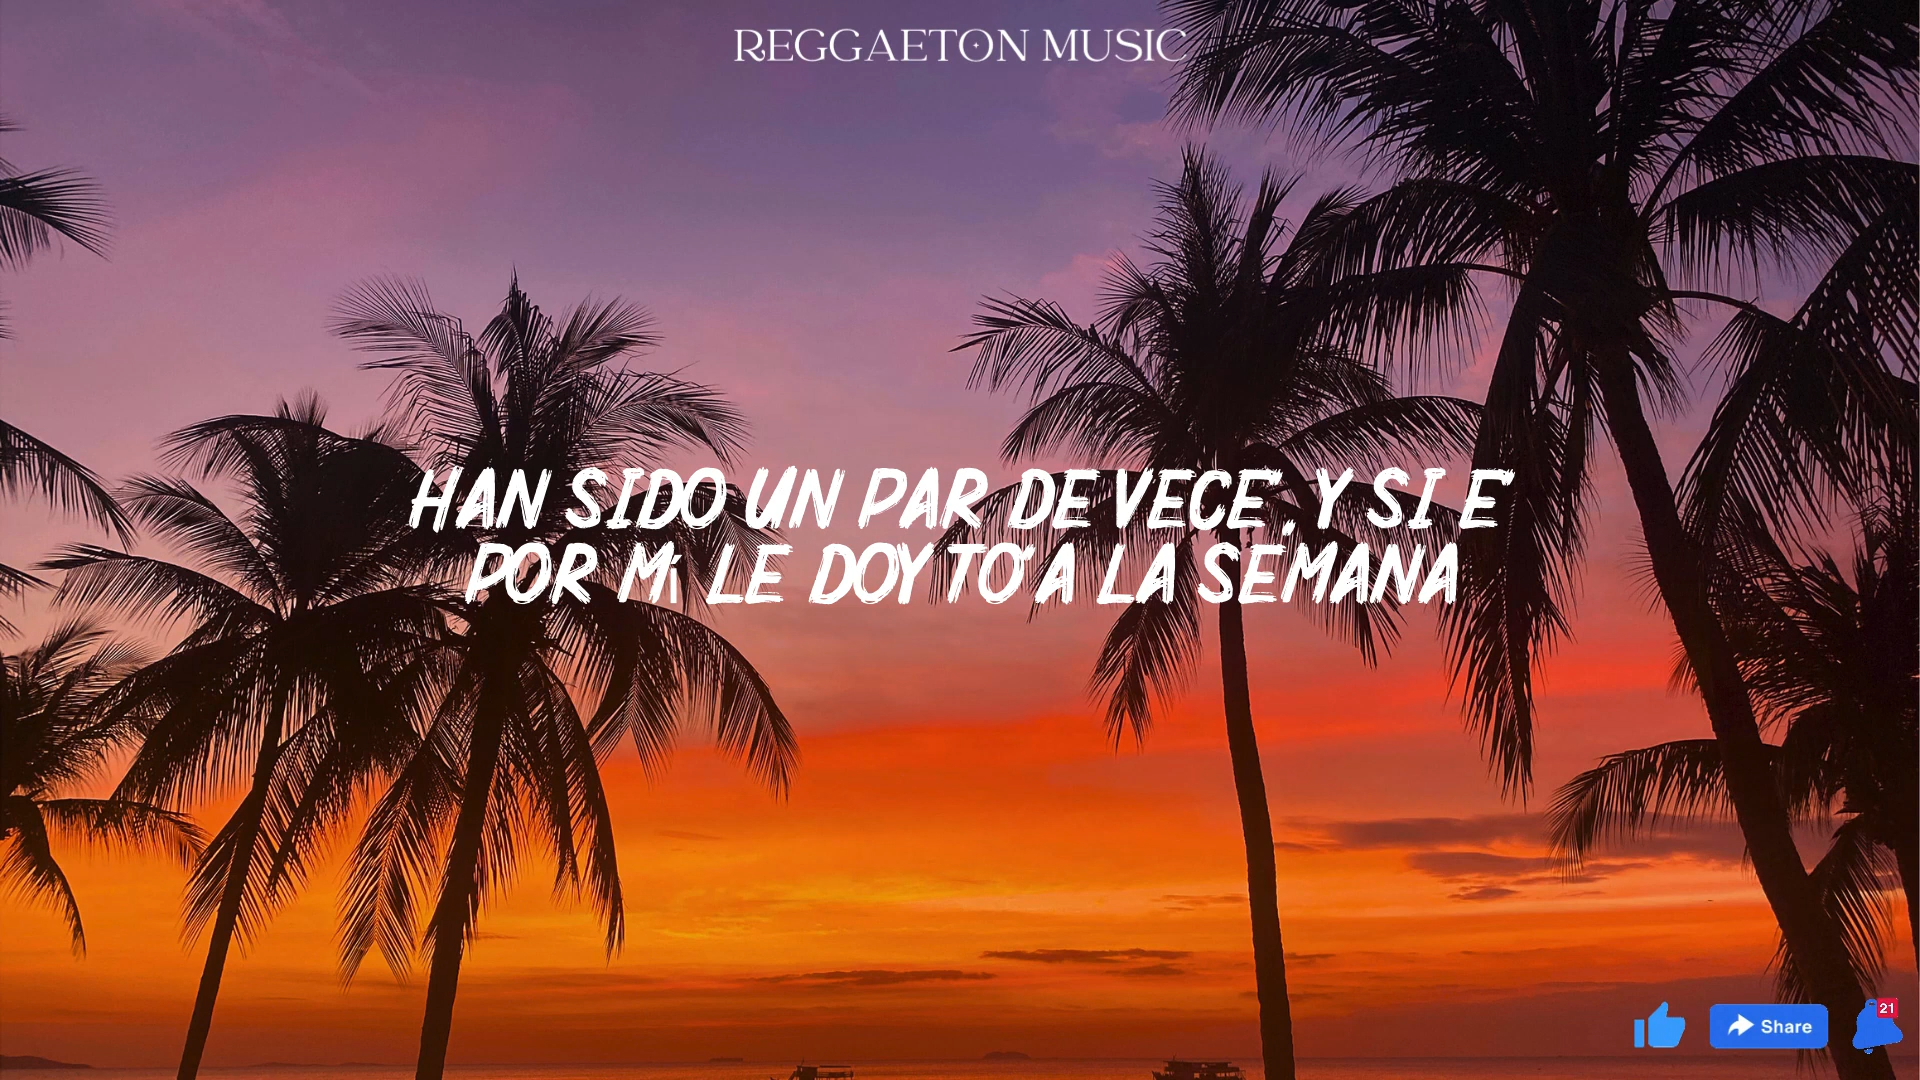 REGGAETON MUSIC
HAN SIDO UN PAR DE VECE', Y SI E'
POR Mí LE DOY TO' A LA SEMANA
Share
21